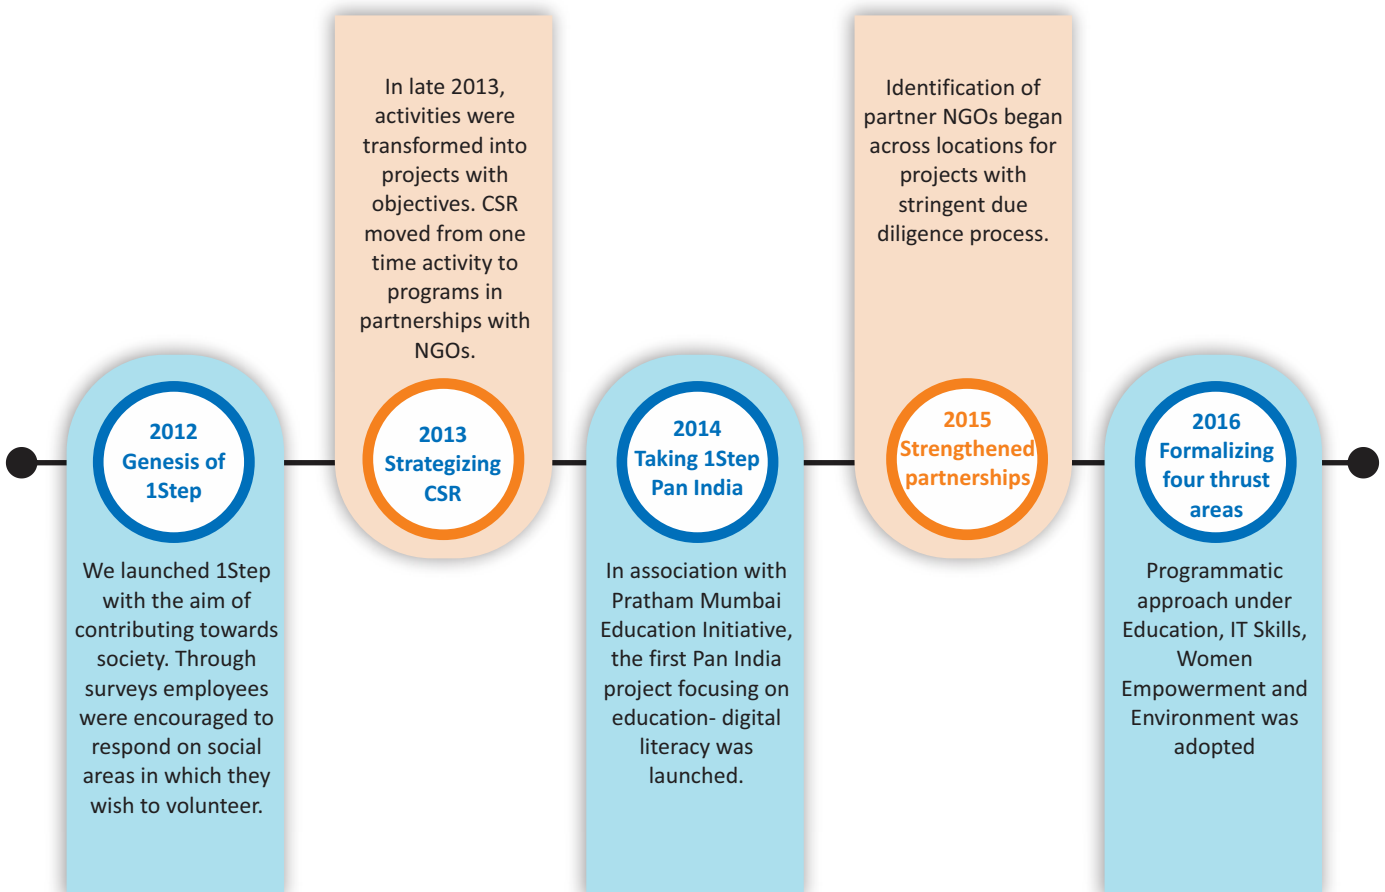 2012
Genesis of
1Step
We launched 1Step
with the aim of
contributing towards
society. Through
surveys employees
were encouraged to
respond on social
areas in which they
wish to volunteer.
In late 2013,
activities were
transformed into
projects with
objectives. CSR
moved from one
time activity to
programs in
partnerships with
NGOs.
2013
Strategizing
CSR
2014
Taking 1Step
Pan India
In association with
Pratham Mumbai
Education Initiative,
the first Pan India
project focusing on
education- digital
literacy was
launched.
Identification of
partner NGOs began
across locations for
projects with
stringent due
diligence process.
2015
Strengthened
partnerships
2016
Formalizing
four thrust
areas
Programmatic
approach under
Education, IT Skills,
Women
Empowerment and
Environment was
adopted